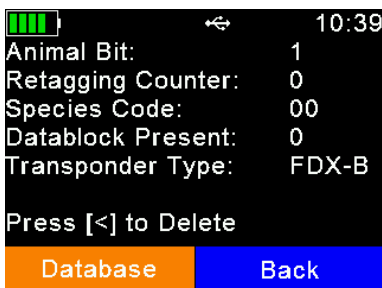 10:39
Animal Bit: 1
Retagging Counter: 0
Species Code: 00
Datablock Present: 0
Transponder Type: FDX-B
Press [<] to Delete
Database Back